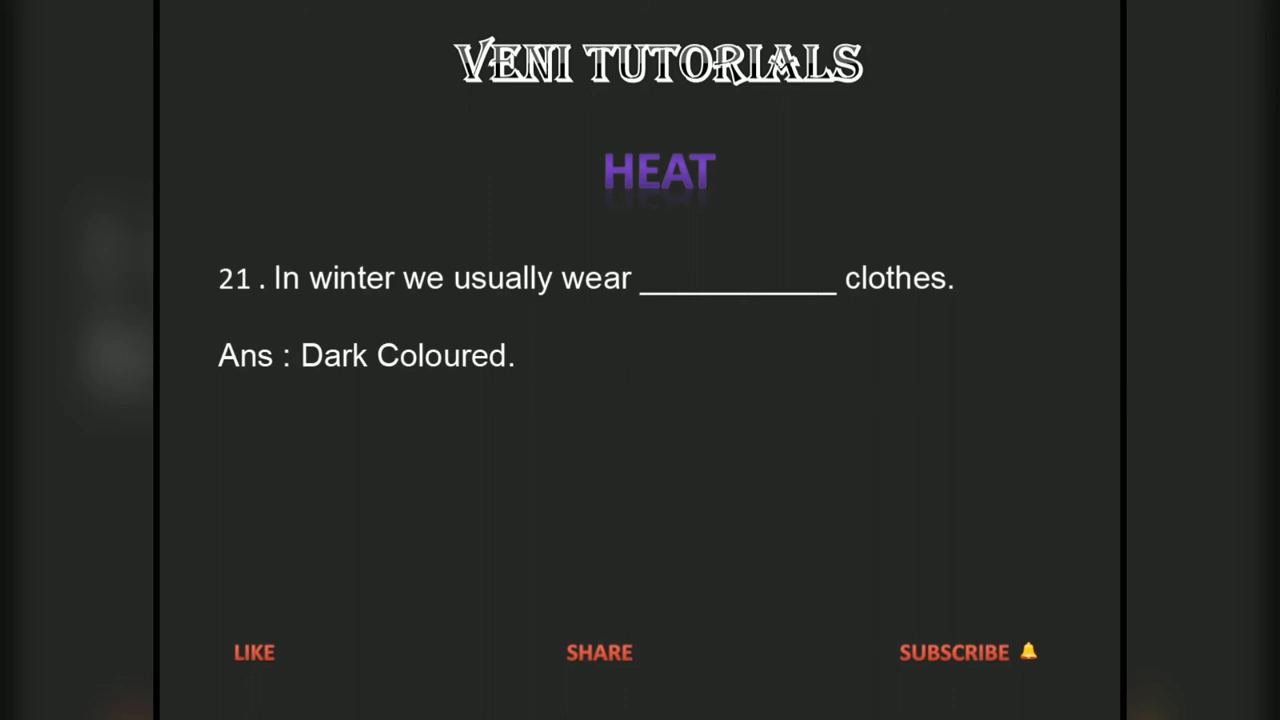 VENI TUTORIALS
HEAT
21 . In winter we usually wear ___________ clothes.
Ans : Dark Coloured.
LIKE SHARE SUBSCRIBE 🔔